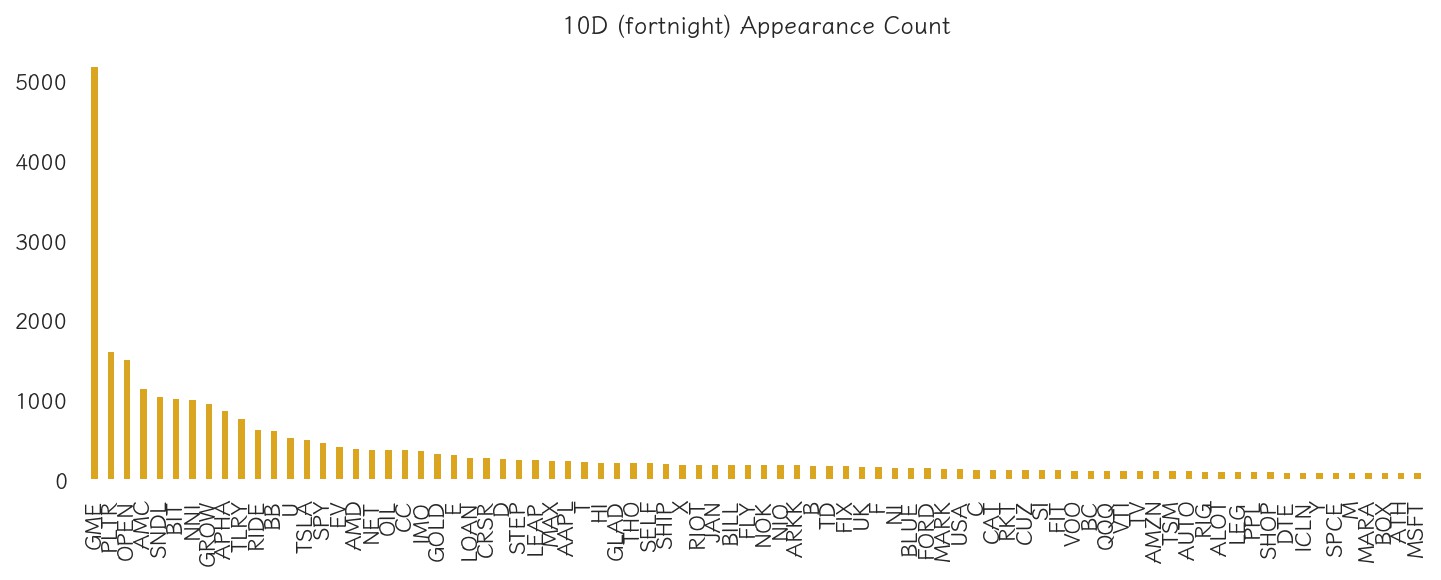 10D (fortnight) Appearance Count
5000
4000
3000
2000
1000
0
GME
PLTR
OPEN
AMC
SNDL
BIT
NNI
GROW
APHA
TLRY
RIDE
BB
U
TSLA
SPY
EV
AMD
NET
OIL
CC
IMO
GOLD
E
LOAN
CRSR
D
STEP
LEAP
MAX
AAPL
T
HI
GLAD
THO
SELF
SHIP
X
RIOT
JAN
BILL
FLY
NOK
NIO
ARKK
B
TD
FIX
UK
F
NI
BLUE
FORD
MARK
USA
C
CAT
RKT
CUZ
SI
FIT
VOO
BC
QQQ
VTI
TV
AMZN
TSM
AUTO
RIG
ALOT
LEG
PPL
SHOP
DTE
ICLN
Y
SPCE
M
MARA
BOX
ATH
MSFT